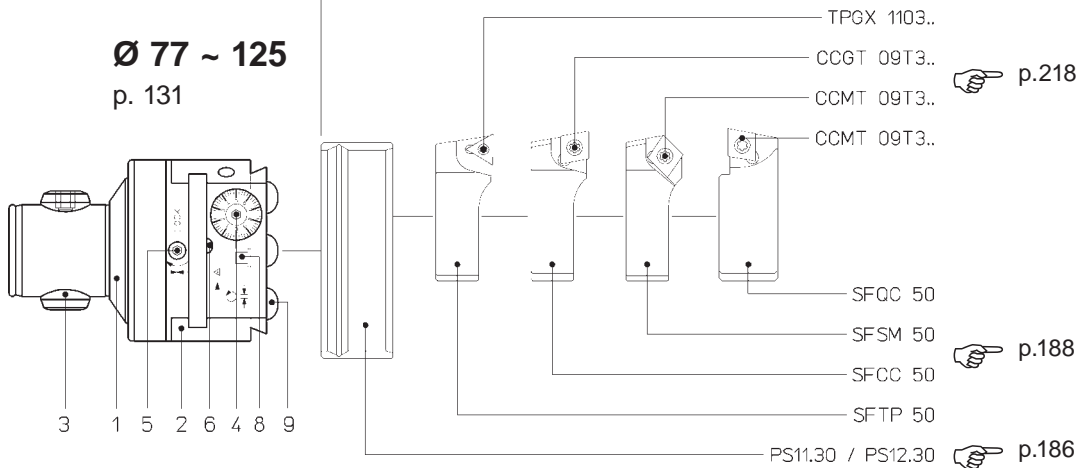 TPGX 1103..
Ø 77 ~ 125
CCGT 09T3..
p. 131
p.218
CCMT 09T3..
CCMT 09T3..
LOCK
SFQC 50
SFSM 50
p.188
SFCC 50
3 1 5 2 6 4 8 9
SFTP 50
PS11.30 / PS12.30
p.186